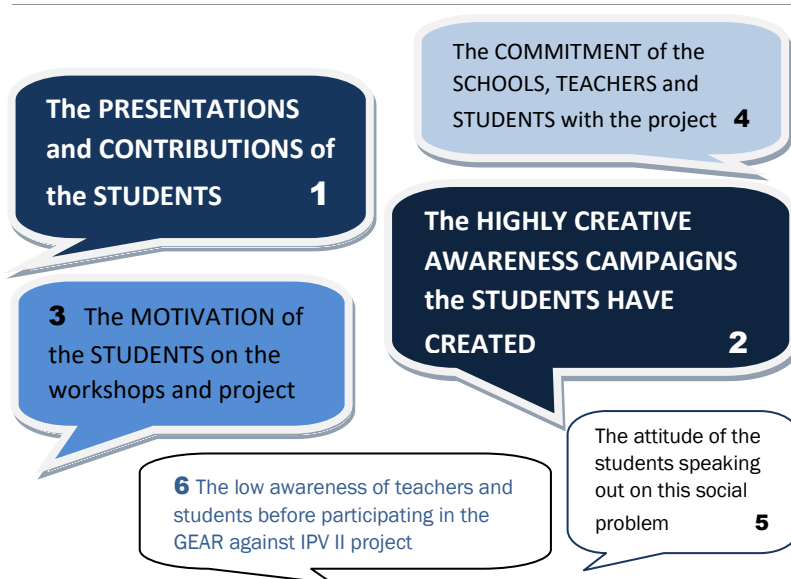 The PRESENTATIONS
and CONTRIBUTIONS of
the STUDENTS 1
The COMMITMENT of the
SCHOOLS, TEACHERS and
STUDENTS with the project 4
The HIGHLY CREATIVE
AWARENESS CAMPAIGNS
the STUDENTS HAVE
CREATED 2
3 The MOTIVATION of
the STUDENTS on the
workshops and project
The attitude of the
students speaking
out on this social
problem 5
6 The low awareness of teachers and
students before participating in the
GEAR against IPV II project